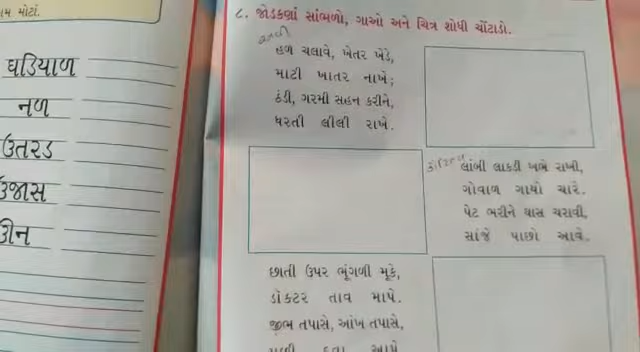 મ મોટાં.
ઘડિયાળ
નળ
ઉતરડ
ઉજાસ
ઊન
૮. જોડકણાં સાંભળો, ગાઓ અને ચિત્ર શોધી ચોંટાડો.
હળ ચલાવે, ખેતર ખેડે,
માટી ખાતર નાખે;
ઠંડી, ગરમી સહન કરીને,
ધરતી લીલી રાખે.
લાંબી લાકડી ખભે રાખી,
ગોવાળ ગાયો ચારે.
પેટ ભરીને ઘાસ ચરાવી,
સાંજે પાછો આવે.
છાતી ઉપર ભૂંગળી મૂકે,
ડૉક્ટર તાવ માપે.
જીભ તપાસે, આંખ તપાસે,